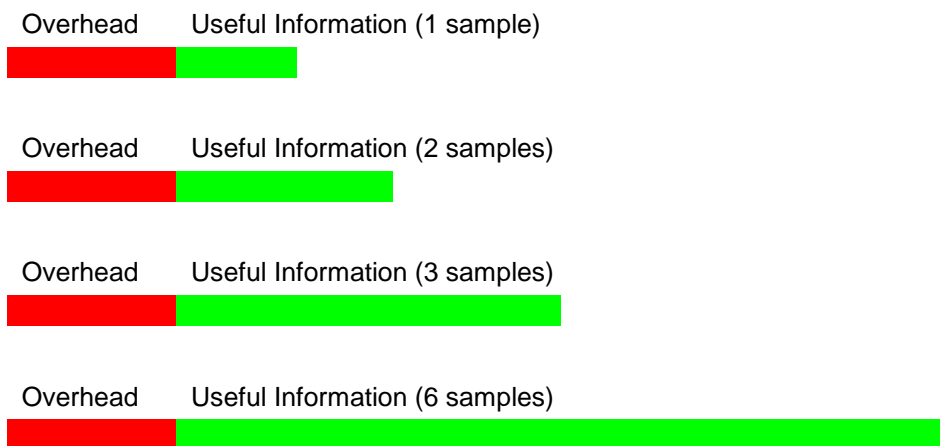 Overhead Useful Information (1 sample)
Overhead Useful Information (2 samples)
Overhead Useful Information (3 samples)
Overhead Useful Information (6 samples)